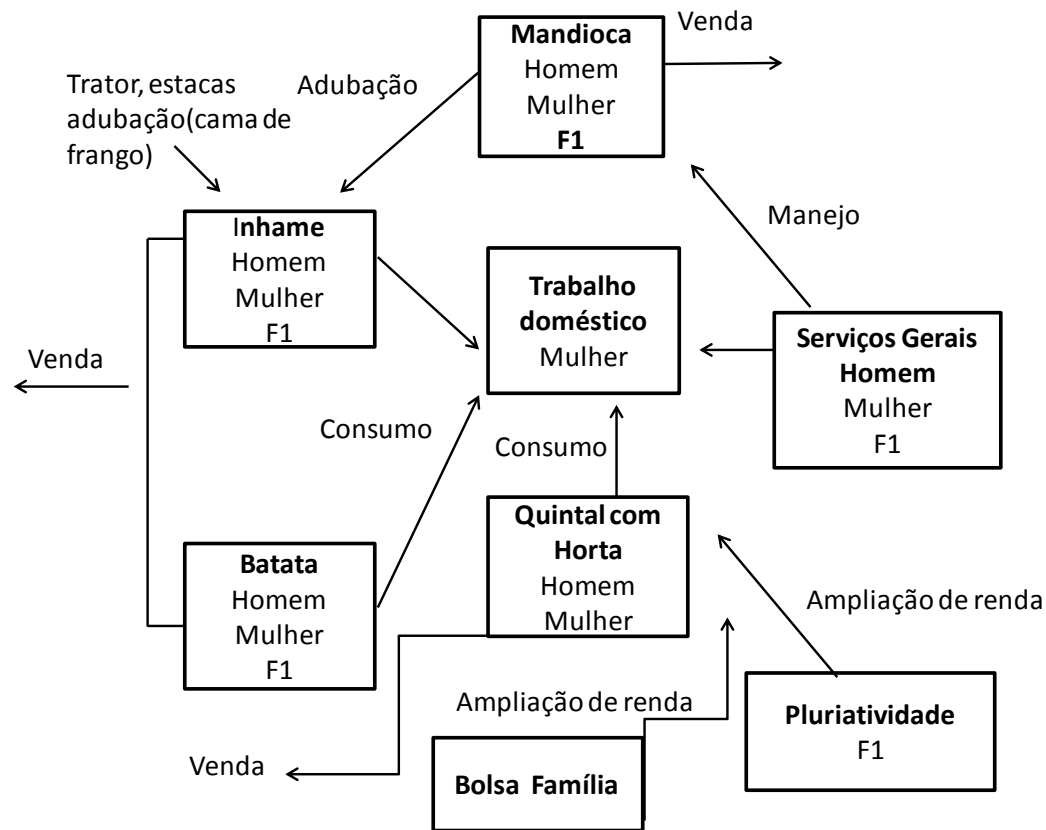 Mandioca
Homem
Mulher
F1
Venda
Trator, estacas
adubação(cama de
frango)
Adubação
Manejo
Inhame
Homem
Mulher
F1
Trabalho
doméstico
Mulher
Serviços Gerais
Homem
Mulher
F1
Venda
Consumo
Consumo
Quintal com
Horta
Homem
Mulher
Batata
Homem
Mulher
F1
Ampliação de renda
Ampliação de renda
Pluriatividade
F1
Venda
Bolsa Família